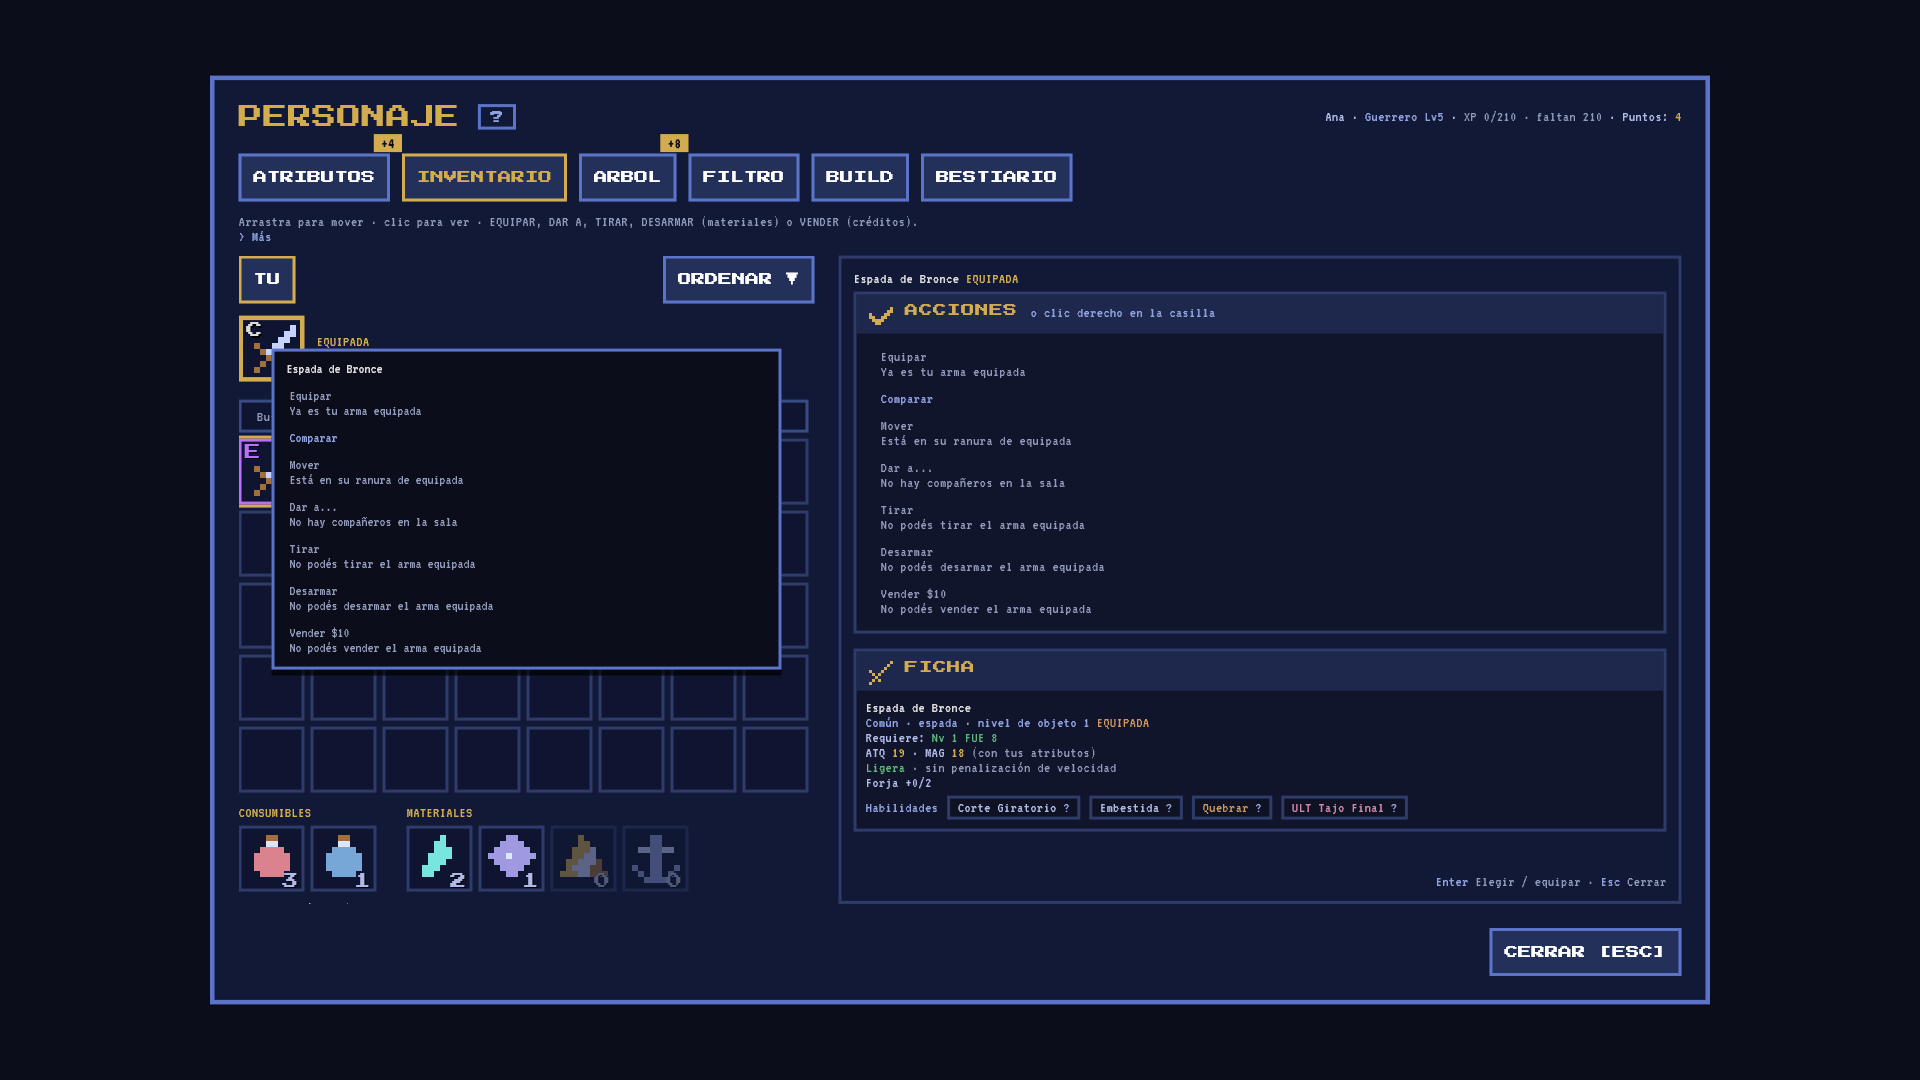 PERSONAJE ?
Ana · Guerrero Lv5 · XP 0/210 · faltan 210 · Puntos: 4
+4
+8
ATRIBUTOS
INVENTARIO
ARBOL
FILTRO
BUILD
BESTIARIO
Arrastra para mover · clic para ver · EQUIPAR, DAR A, TIRAR, DESARMAR (materiales) o VENDER (créditos).
> Más
TU
ORDENAR ▼
C
EQUIPADA
Bu
E
Espada de Bronce
Equipar
Ya es tu arma equipada
Comparar
Mover
Está en su ranura de equipada
Dar a...
No hay compañeros en la sala
Tirar
No podés tirar el arma equipada
Desarmar
No podés desarmar el arma equipada
Vender $10
No podés vender el arma equipada
CONSUMIBLES
3
1
MATERIALES
2
1
0
0
Espada de Bronce EQUIPADA
ACCIONES o clic derecho en la casilla
Equipar
Ya es tu arma equipada
Comparar
Mover
Está en su ranura de equipada
Dar a...
No hay compañeros en la sala
Tirar
No podés tirar el arma equipada
Desarmar
No podés desarmar el arma equipada
Vender $10
No podés vender el arma equipada
FICHA
Espada de Bronce
Común · espada · nivel de objeto 1 EQUIPADA
Requiere: Nv 1 FUE 8
ATQ 19 · MAG 18 (con tus atributos)
Ligera · sin penalización de velocidad
Forja +0/2
Habilidades
Corte Giratorio ?
Embestida ?
Quebrar ?
ULT Tajo Final ?
Enter Elegir / equipar · Esc Cerrar
CERRAR [ESC]